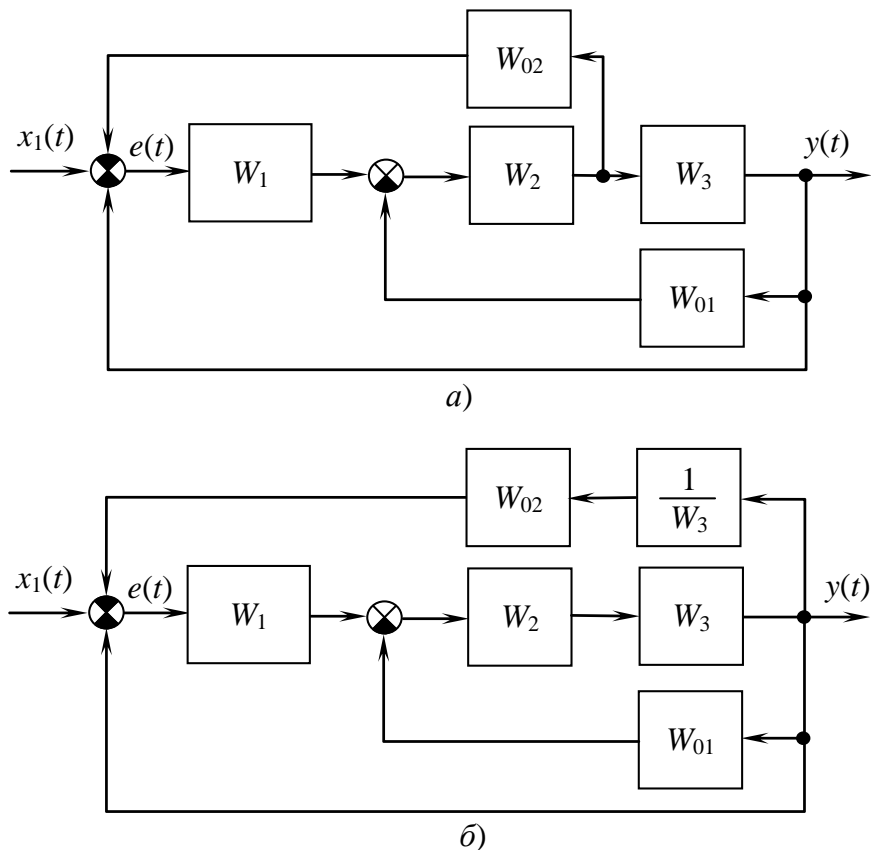 W₀₂
x₁(t)
e(t)
W₁
W₂
W₃
y(t)
W₀₁
а)
W₀₂
1
W₃
x₁(t)
e(t)
W₁
W₂
W₃
y(t)
W₀₁
б)